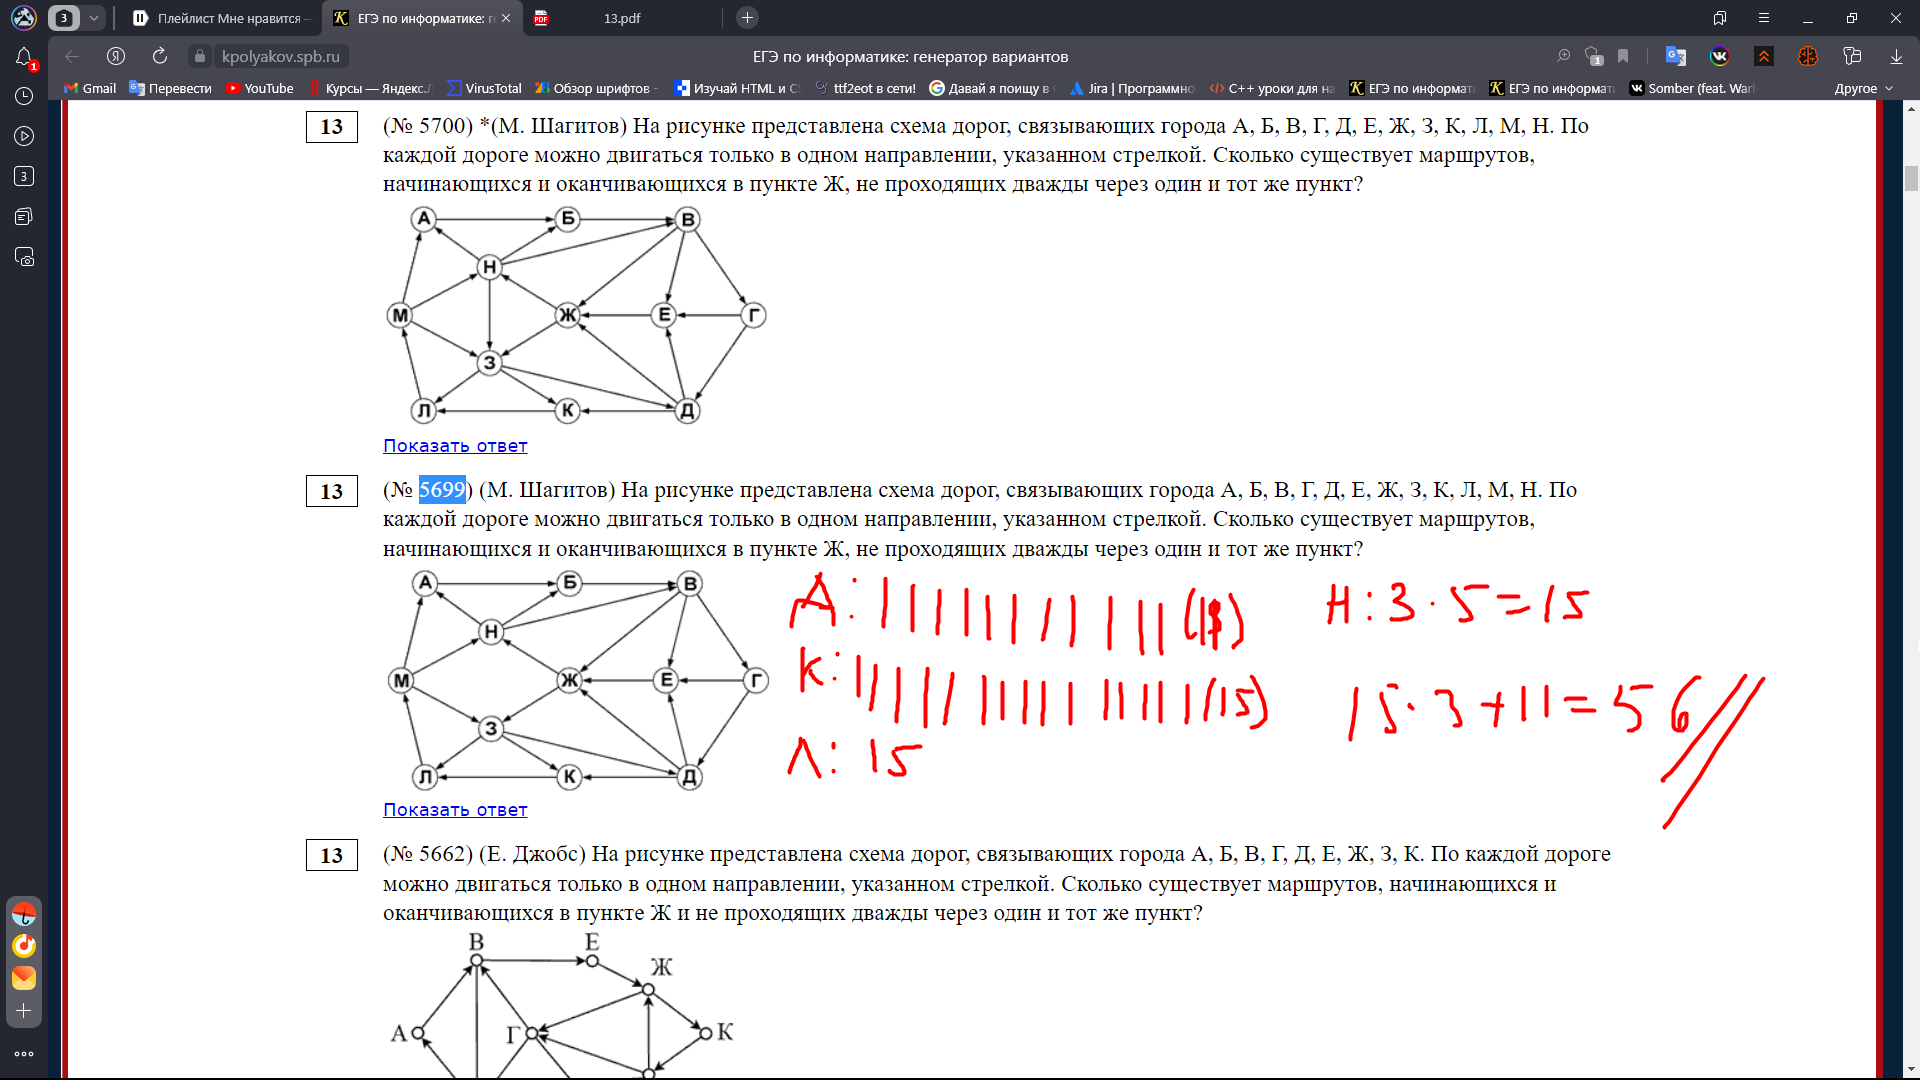 3
Плейлист Мне нравится –
ЕГЭ по информатике: г
13.pdf
1
kpolyakov.spb.ru
ЕГЭ по информатике: генератор вариантов
1
Gmail
Перевести
YouTube
Курсы — Яндекс.
VirusTotal
Обзор шрифтов -
Изучай HTML и C
ttf2eot в сети!
Давай я поищу в
Jira | Программно
C++ уроки для на
ЕГЭ по информат
ЕГЭ по информат
Somber (feat. War
Другое
3
13
(№ 5700) *(М. Шагитов) На рисунке представлена схема дорог, связывающих города А, Б, В, Г, Д, Е, Ж, З, К, Л, М, Н. По
каждой дороге можно двигаться только в одном направлении, указанном стрелкой. Сколько существует маршрутов,
начинающихся и оканчивающихся в пункте Ж, не проходящих дважды через один и тот же пункт?
А Б В
Н
М Ж Е Г
З
Л К Д
Показать ответ
13
(№ 5699) (М. Шагитов) На рисунке представлена схема дорог, связывающих города А, Б, В, Г, Д, Е, Ж, З, К, Л, М, Н. По
каждой дороге можно двигаться только в одном направлении, указанном стрелкой. Сколько существует маршрутов,
начинающихся и оканчивающихся в пункте Ж, не проходящих дважды через один и тот же пункт?
А Б В
Н
М Ж Е Г
З
Л К Д
А: | | | | | | | | | | |
Н: 3 · 5 = 15
К: | | | | | | | | | | | | | | | (15)
15 · 3 + 11 = 56
Л: 15
Показать ответ
13
(№ 5662) (Е. Джобс) На рисунке представлена схема дорог, связывающих города А, Б, В, Г, Д, Е, Ж, З, К. По каждой дороге
можно двигаться только в одном направлении, указанном стрелкой. Сколько существует маршрутов, начинающихся и
оканчивающихся в пункте Ж и не проходящих дважды через один и тот же пункт?
В Е
Ж
А Г К